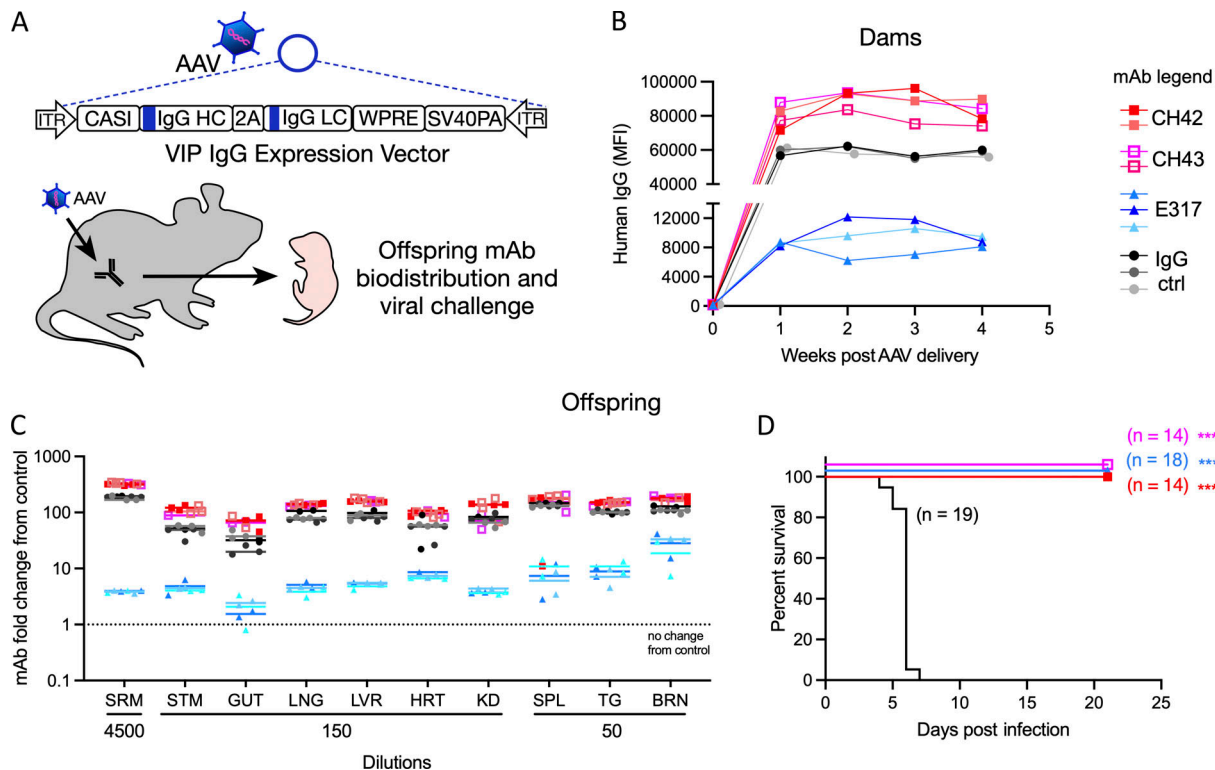 A
AAV
ITR CASI IgG HC 2A IgG LC WPRE SV40PA ITR
VIP IgG Expression Vector
AAV
Offspring mAb
biodistribution and
viral challenge
B
Dams
Human IgG (MFI)
100000
80000
60000
40000
12000
8000
4000
0
0 1 2 3 4 5
Weeks post AAV delivery
mAb legend
CH42
CH43
E317
IgG
ctrl
Offspring
C
mAb fold change from control
1000
100
10
1
0.1
no change
from control
SRM STM GUT LNG LVR HRT KD SPL TG BRN
4500 150 50
Dilutions
D
(n = 14) ***
(n = 18) ***
(n = 14) ***
(n = 19)
Percent survival
100
80
60
40
20
0
0 5 10 15 20 25
Days post infection